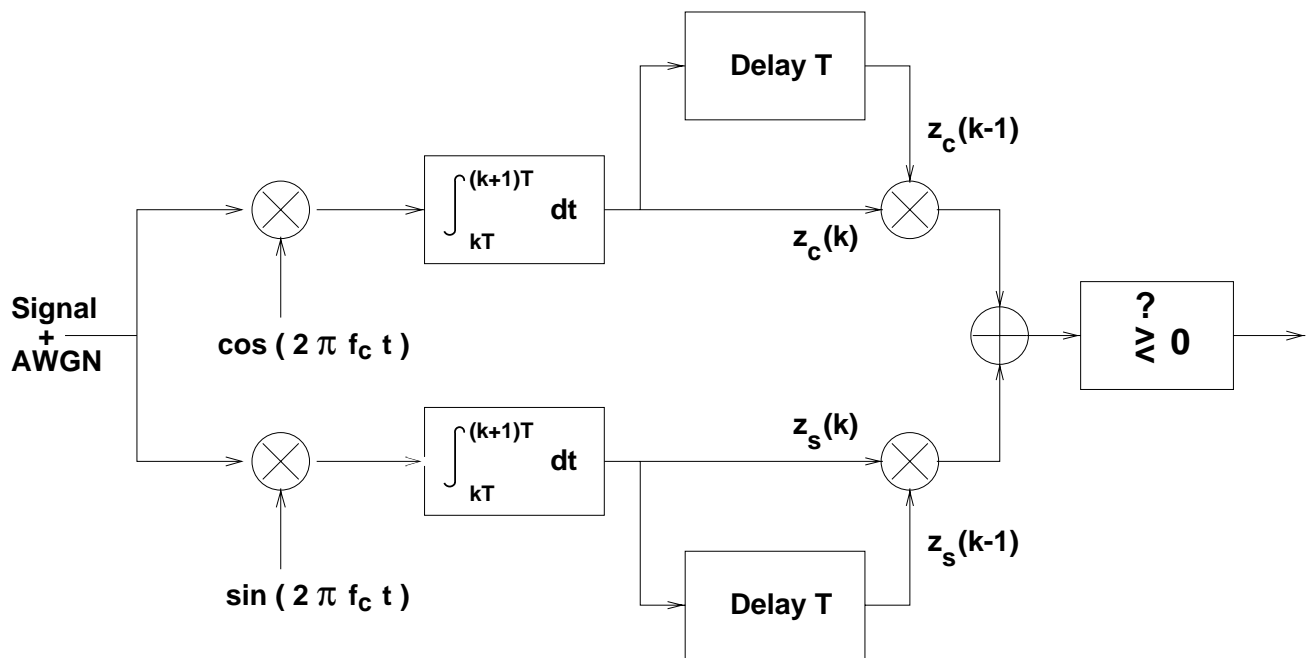 Delay T
z_c(k-1)
∫_{kT}^{(k+1)T} dt
z_c(k)
Signal
+
AWGN
cos ( 2 π f_c t )
?
≷ 0
z_s(k)
∫_{kT}^{(k+1)T} dt
z_s(k-1)
sin ( 2 π f_c t )
Delay T